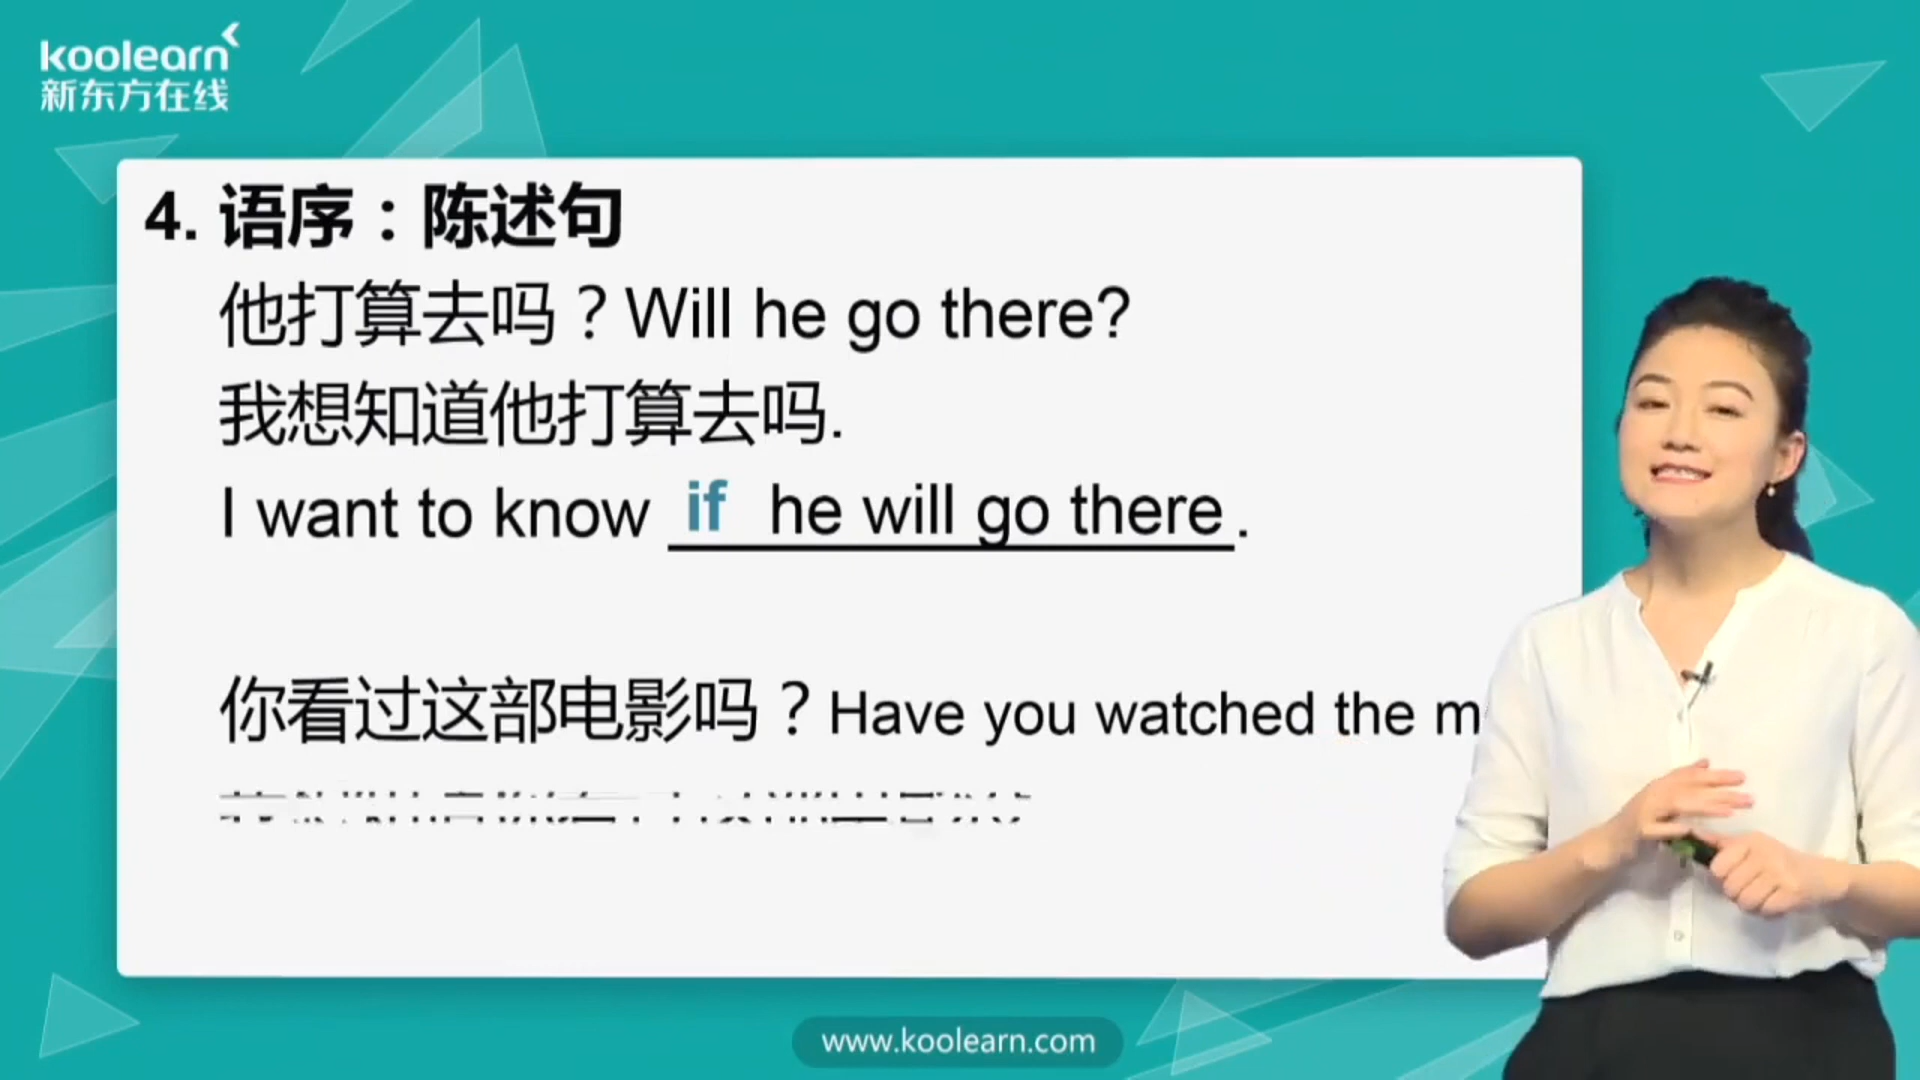 koolearn
新东方在线
4. 语序：陈述句
他打算去吗？Will he go there?
我想知道他打算去吗.
I want to know if he will go there.
你看过这部电影吗？Have you watched the
www.koolearn.com